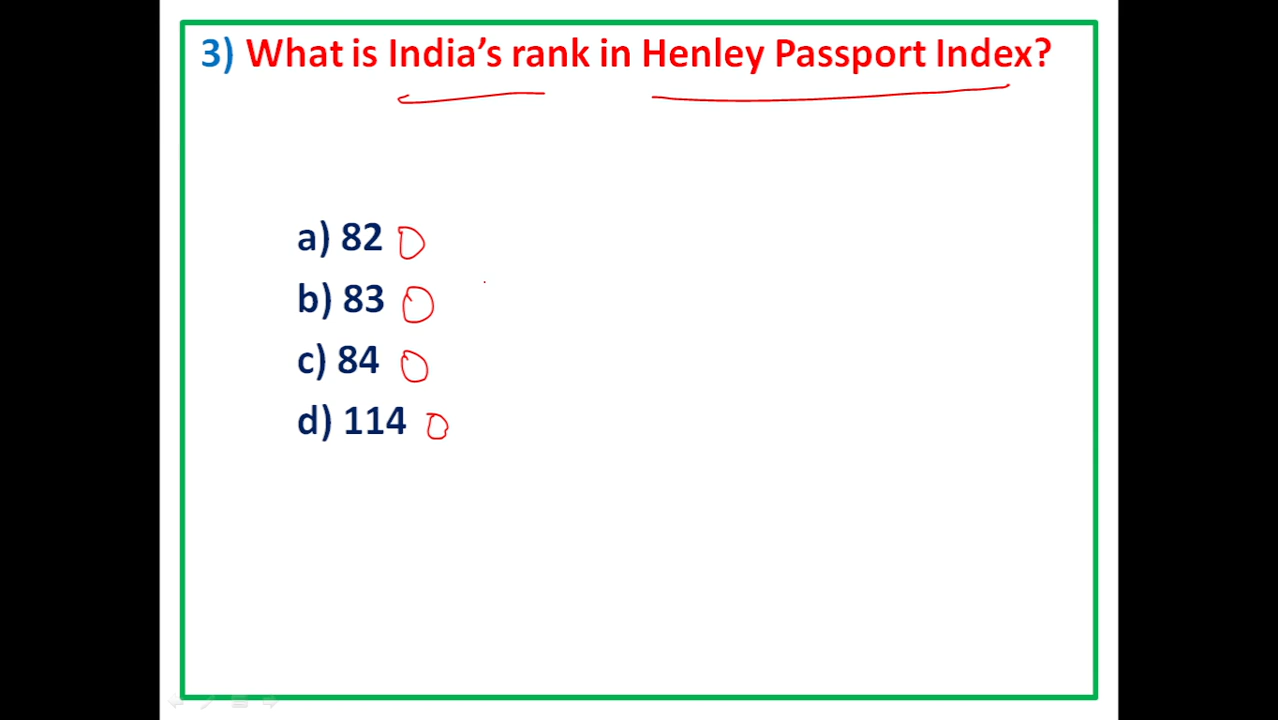 3) What is India’s rank in Henley Passport Index?
a) 82
b) 83
c) 84
d) 114